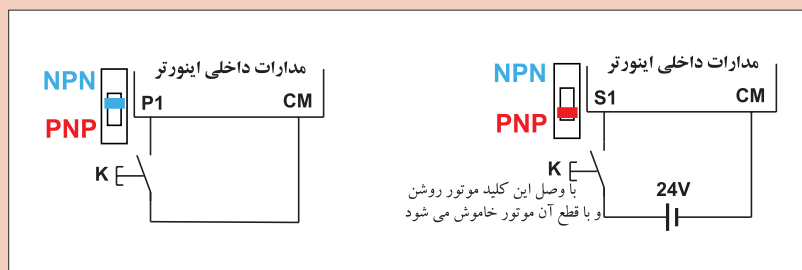 مدارات داخلی اینورتر
NPN
PNP
P1
CM
K
مدارات داخلی اینورتر
NPN
PNP
S1
CM
K
24V
با وصل این کلید موتور روشن
و با قطع آن موتور خاموش می شود